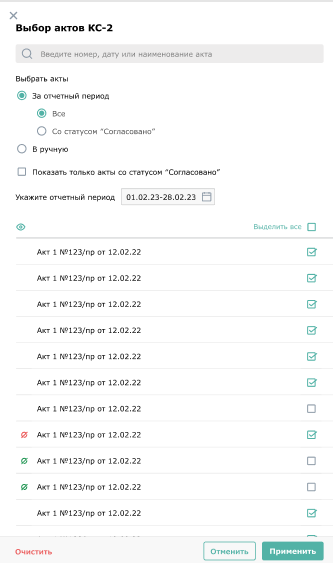 Выбор актов КС-2
Введите номер, дату или наименование акта
Выбрать акты
За отчетный период
Все
Со статусом “Согласовано”
В ручную
Показать только акты со статусом “Согласовано”
Укажите отчетный период 01.02.23-28.02.23
Выделить все
Акт 1 №123/пр от 12.02.22
Акт 1 №123/пр от 12.02.22
Акт 1 №123/пр от 12.02.22
Акт 1 №123/пр от 12.02.22
Акт 1 №123/пр от 12.02.22
Акт 1 №123/пр от 12.02.22
Акт 1 №123/пр от 12.02.22
Акт 1 №123/пр от 12.02.22
Акт 1 №123/пр от 12.02.22
Акт 1 №123/пр от 12.02.22
Акт 1 №123/пр от 12.02.22
Очистить Отменить Применить